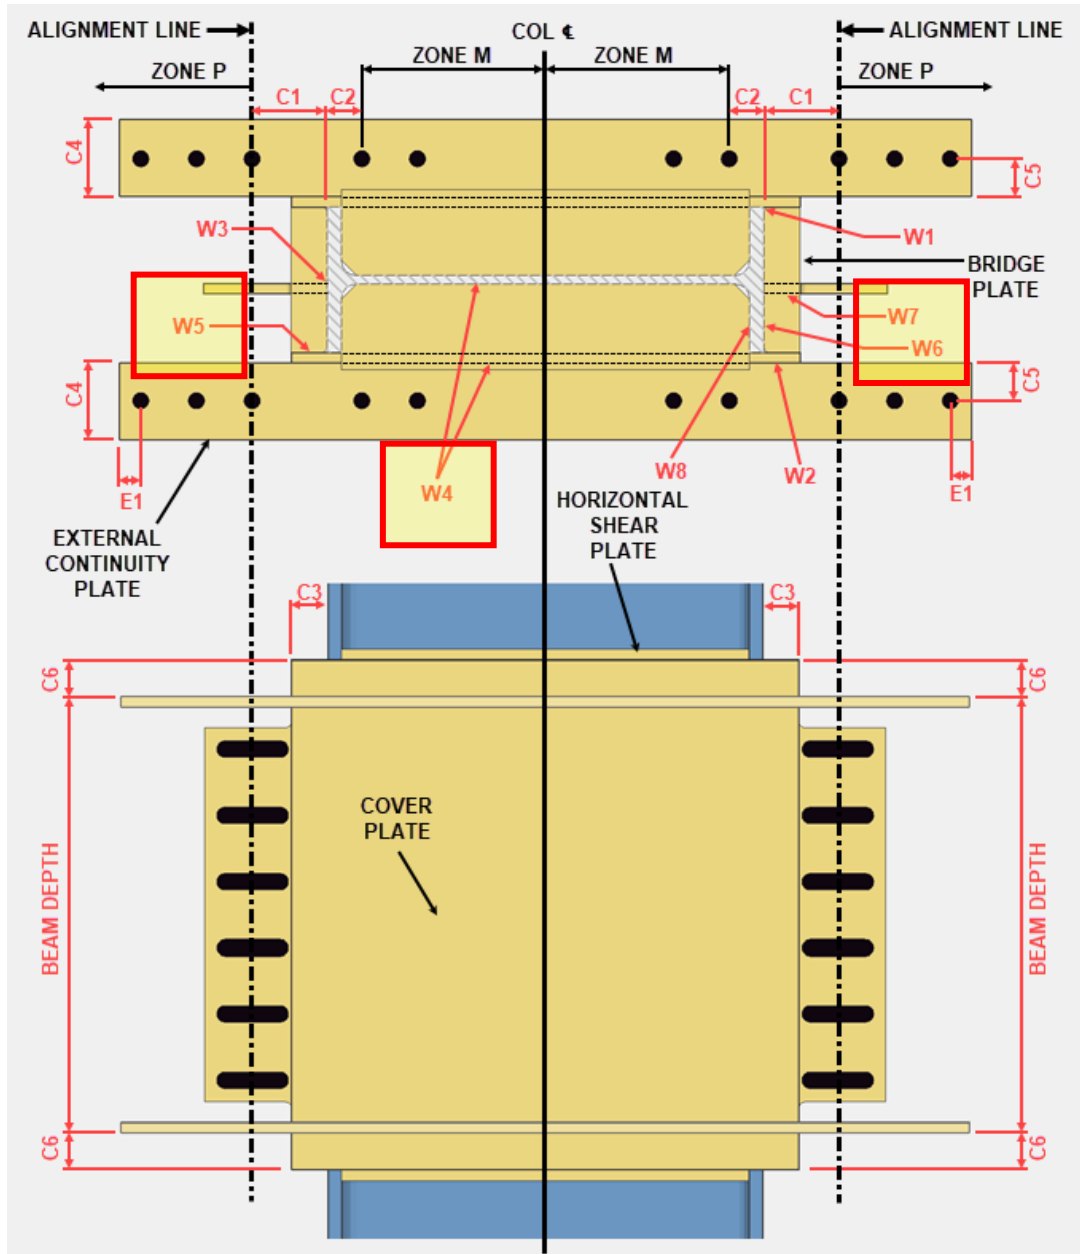 ALIGNMENT LINE
COL ℄
ALIGNMENT LINE
ZONE P
ZONE M
ZONE M
ZONE P
C1
C2
C2
C1
C4
C5
W3
W1
BRIDGE
PLATE
W5
W7
W6
C4
C5
E1
W4
W8
W2
E1
EXTERNAL
CONTINUITY
PLATE
HORIZONTAL
SHEAR
PLATE
C3
C3
C6
C6
BEAM DEPTH
COVER
PLATE
BEAM DEPTH
C6
C6